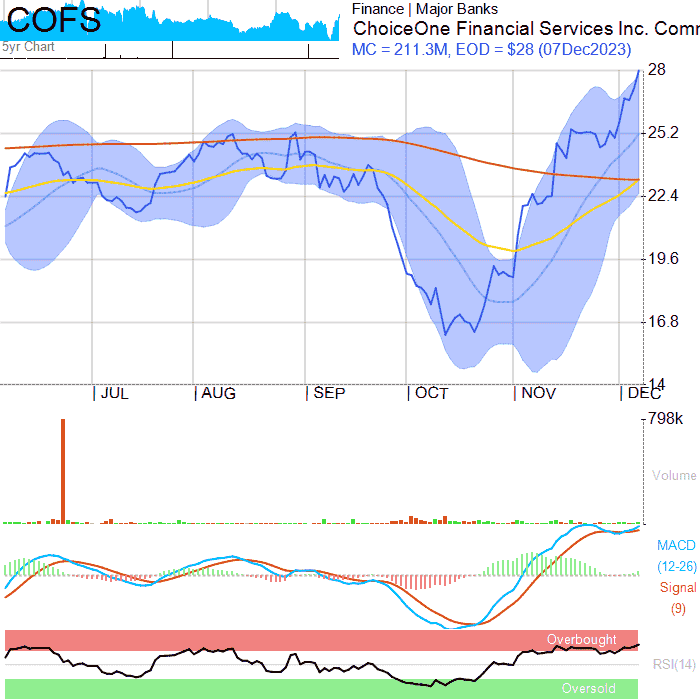 COFS
5yr Chart
Finance | Major Banks
ChoiceOne Financial Services Inc. Comm
MC = 211.3M, EOD = $28 (07Dec2023)
28
25.2
22.4
19.6
16.8
14
JUL AUG SEP OCT NOV DEC
798k
Volume
MACD
(12-26)
Signal
(9)
Overbought
RSI(14)
Oversold